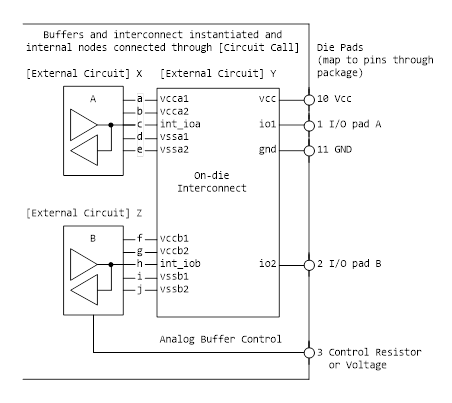 Buffers and interconnect instantiated and
internal nodes connected through [Circuit Call]
Die Pads
(map to pins through
package)
[External Circuit] X
[External Circuit] Y
A
a vcca1
b vcca2
c int_ioa
d vssa1
e vssa2
vcc 10 Vcc
io1 1 I/O pad A
gnd 11 GND
On-die
Interconnect
[External Circuit] Z
B
f vccb1
g vccb2
h int_iob
i vssb1
j vssb2
io2 2 I/O pad B
Analog Buffer Control
3 Control Resistor
or Voltage